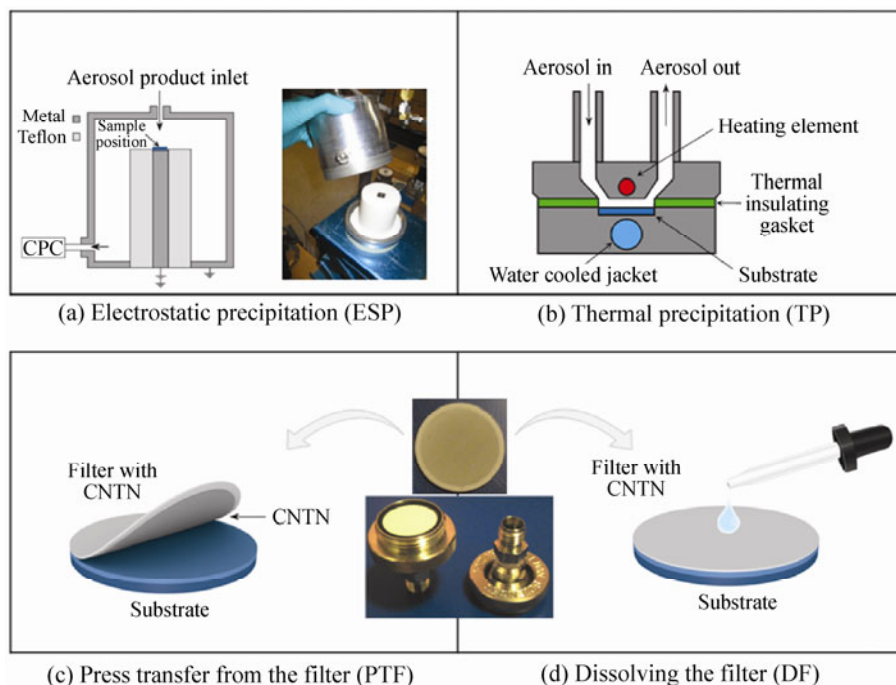 Aerosol product inlet
Metal
Teflon
Sample
position
CPC
(a) Electrostatic precipitation (ESP)
Aerosol in
Aerosol out
Heating element
Thermal
insulating
gasket
Water cooled jacket
Substrate
(b) Thermal precipitation (TP)
Filter with
CNTN
CNTN
Substrate
(c) Press transfer from the filter (PTF)
Filter with
CNTN
Substrate
(d) Dissolving the filter (DF)